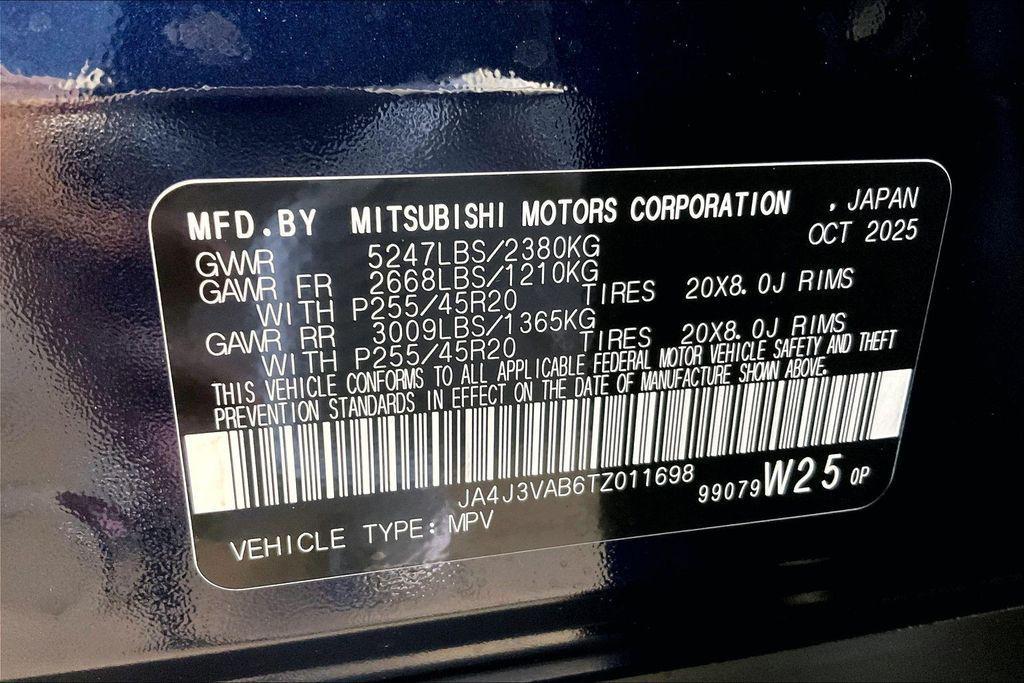 MFD.BY MITSUBISHI MOTORS CORPORATION , JAPAN
OCT 2025
GVWR 5247LBS/2380KG
GAWR FR 2668LBS/1210KG
WITH P255/45R20 TIRES 20X8.0J RIMS
GAWR RR 3009LBS/1365KG
WITH P255/45R20 TIRES 20X8.0J RIMS
THIS VEHICLE CONFORMS TO ALL APPLICABLE FEDERAL MOTOR VEHICLE SAFETY AND THEFT
PREVENTION STANDARDS IN EFFECT ON THE DATE OF MANUFACTURE SHOWN ABOVE.
JA4J3VAB6TZ011698 99079W25 0P
VEHICLE TYPE: MPV